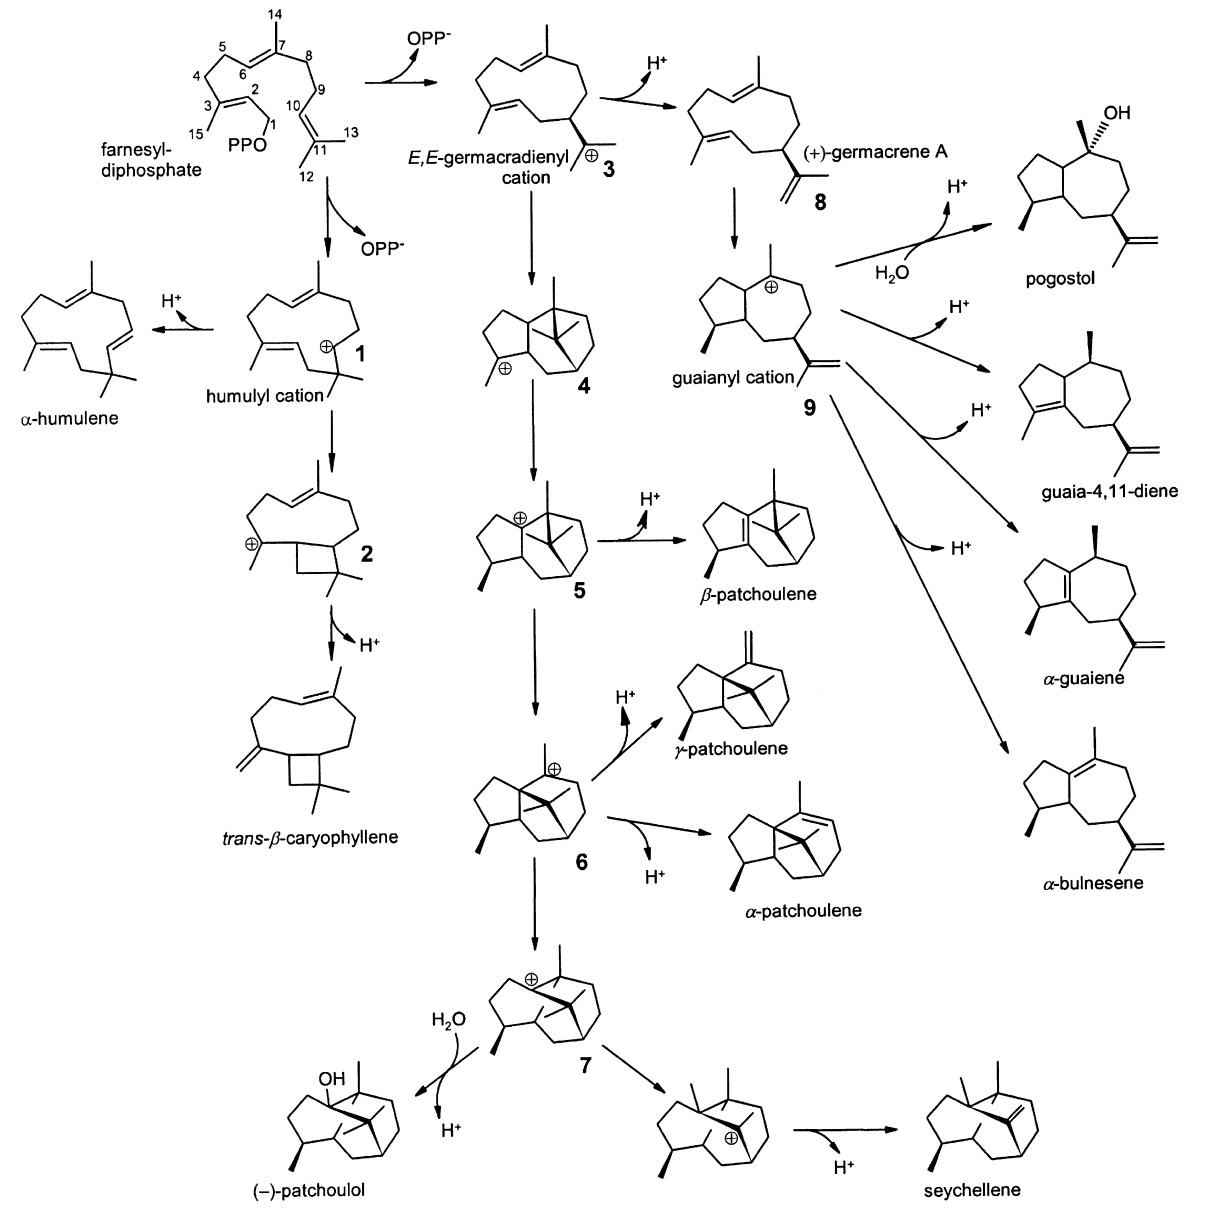 14
5
7
8
4
6
9
3
2
1
10
15
13
11
12
PPO
farnesyl-
diphosphate
OPP-
E,E-germacradienyl
cation
3
H+
(+)-germacrene A
8
OH
H+
H2O
pogostol
OPP-
H+
α-humulene
1
humulyl cation
4
guaianyl cation
9
H+
guaia-4,11-diene
H+
2
5
H+
β-patchoulene
H+
H+
α-guaiene
trans-β-caryophyllene
6
H+
γ-patchoulene
H+
α-patchoulene
α-bulnesene
7
H2O
H+
OH
(–)-patchoulol
H+
seychellene